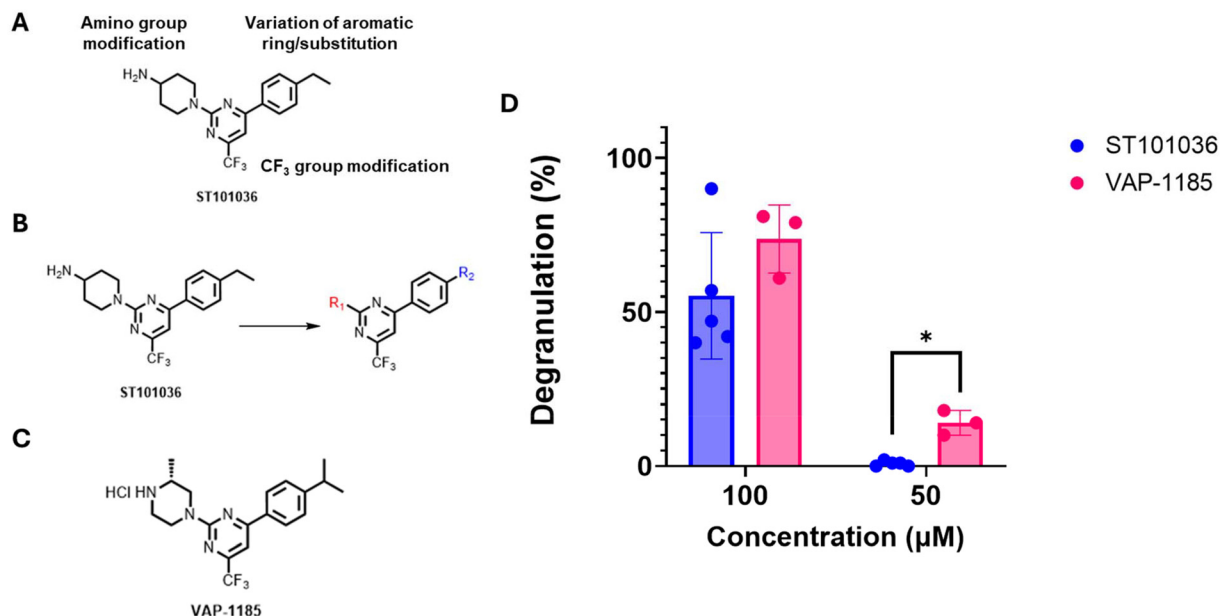 A
Amino group
modification
Variation of aromatic
ring/substitution
H₂N
N
N
N
CF₃
CF₃ group modification
ST101036
B
H₂N
N
N
N
CF₃
ST101036
R₁
N
N
R₂
CF₃
C
HCl HN
N
N
N
CF₃
VAP-1185
D
Degranulation (%)
100
50
0
*
100
50
Concentration (µM)
ST101036
VAP-1185